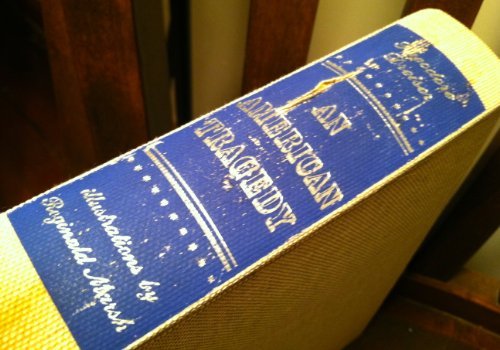 Theodore
Dreiser
AN
AMERICAN
TRAGEDY
illustrations by
Reginald Marsh